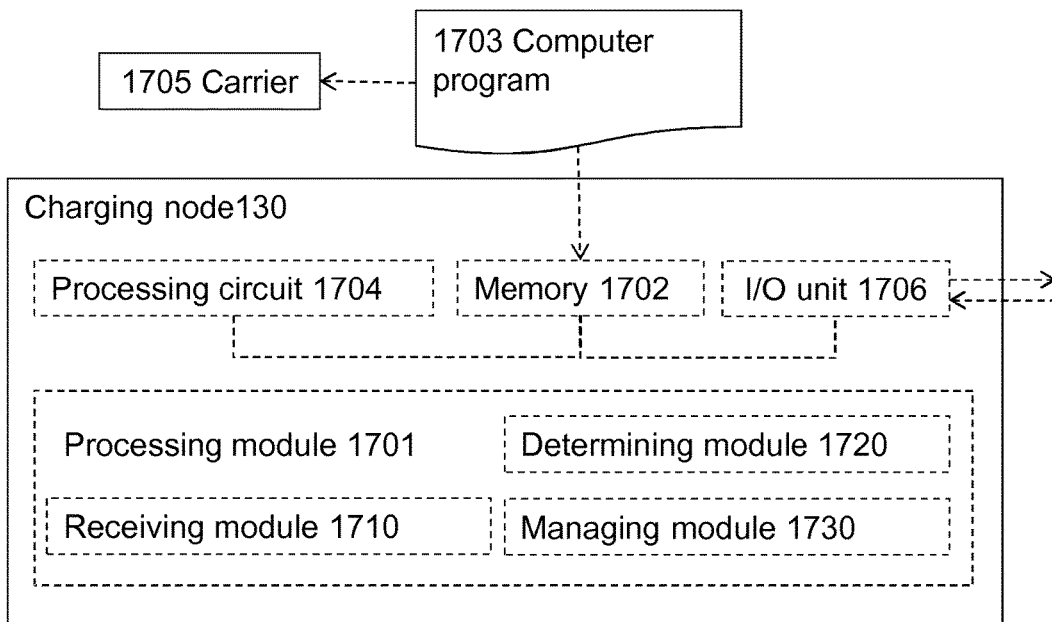 1703 Computer
program
1705 Carrier
Charging node130
Processing circuit 1704
Memory 1702
I/O unit 1706
Processing module 1701
Determining module 1720
Receiving module 1710
Managing module 1730